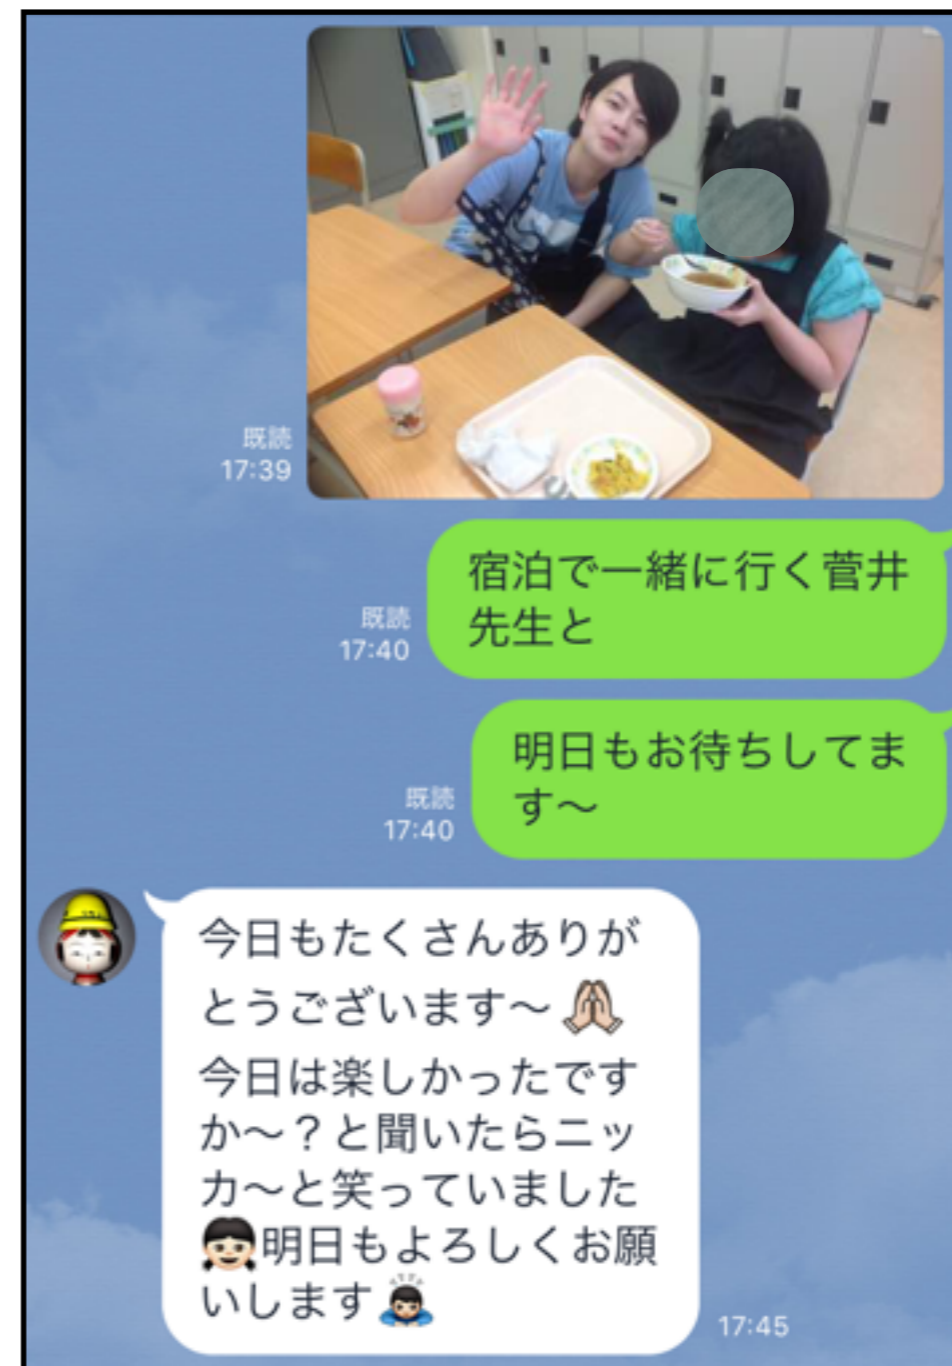 既読
17:39
宿泊で一緒に行く菅井
先生と
既読
17:40
明日もお待ちしてま
す〜
既読
17:40
今日もたくさんありが
とうございます〜🙏🏻
今日は楽しかったです
か〜？と聞いたらニッ
カ〜と笑っていました
👧🏻明日もよろしくお願
いします🙇🏻
17:45